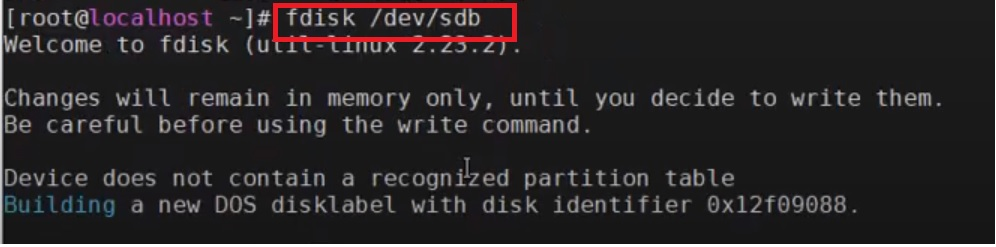 [root@localhost ~]# fdisk /dev/sdb
Welcome to fdisk (util-linux 2.23.2).
Changes will remain in memory only, until you decide to write them.
Be careful before using the write command.
Device does not contain a recognized partition table
Building a new DOS disklabel with disk identifier 0x12f09088.